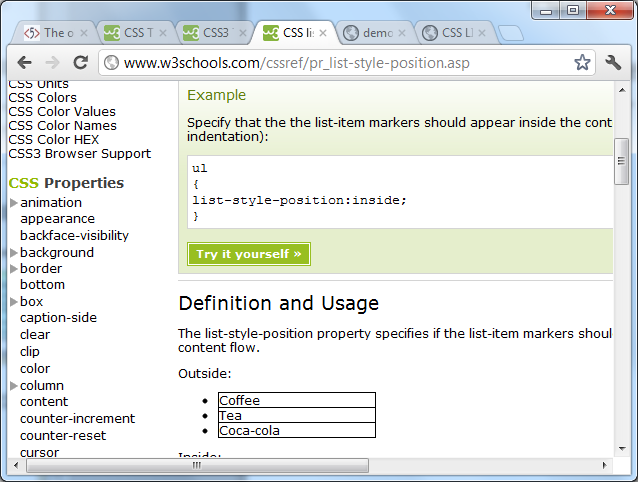 The o
CSS T
CSS3
CSS lis
demo
CSS LI
www.w3schools.com/cssref/pr_list-style-position.asp
CSS Units
CSS Colors
CSS Color Values
CSS Color Names
CSS Color HEX
CSS3 Browser Support
CSS Properties
animation
appearance
backface-visibility
background
border
bottom
box
caption-side
clear
clip
color
column
content
counter-increment
counter-reset
cursor
Example
Specify that the the list-item markers should appear inside the cont
indentation):
ul
{
list-style-position:inside;
}
Try it yourself »
Definition and Usage
The list-style-position property specifies if the list-item markers shoul
content flow.
Outside:
Coffee
Tea
Coca-cola
Inside: